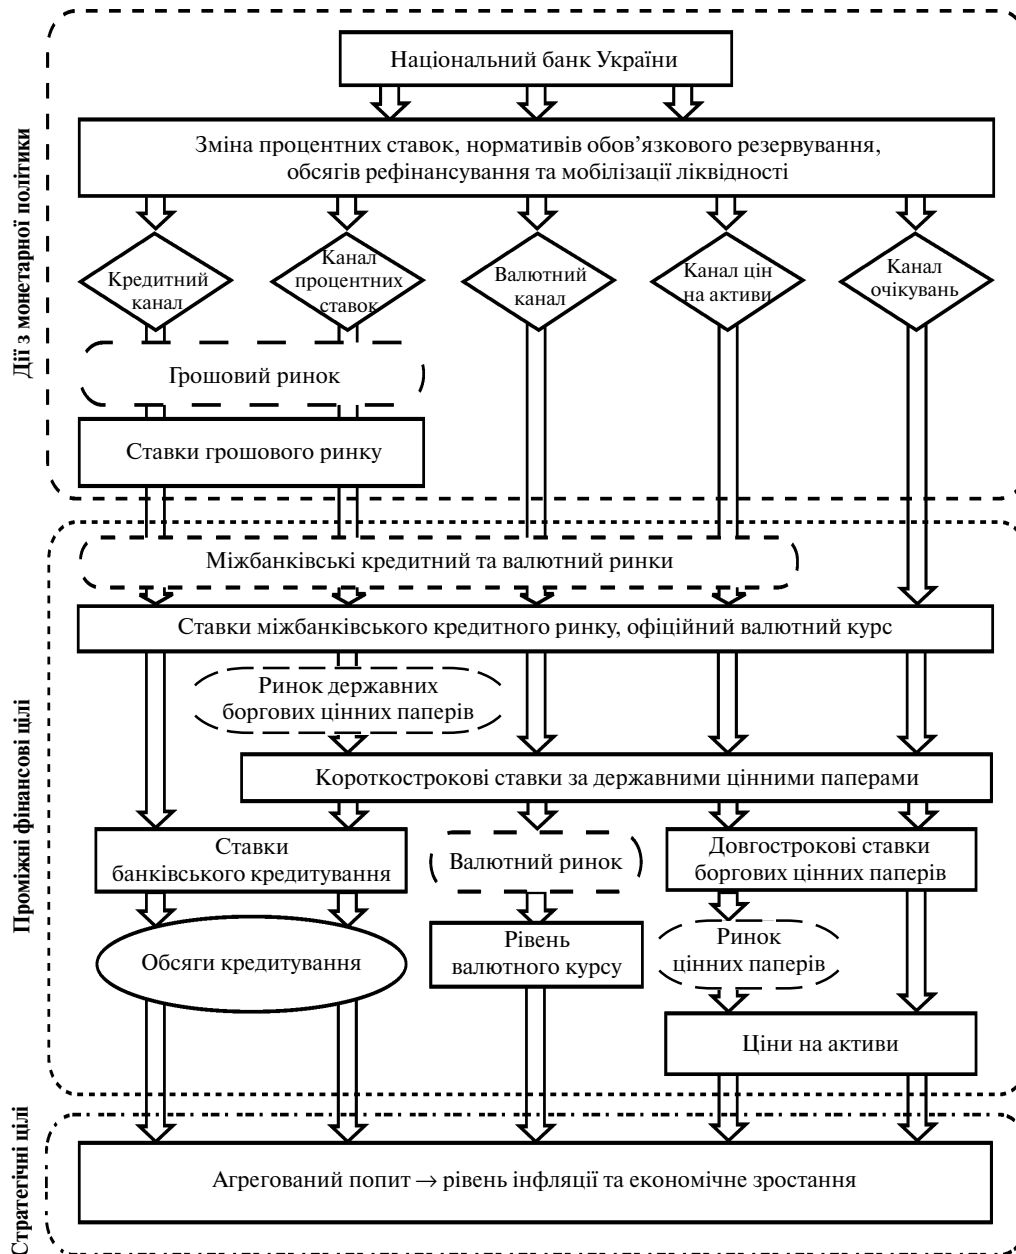 Національний банк України
Зміна процентних ставок, нормативів обов’язкового резервування,
обсягів рефінансування та мобілізації ліквідності
Дії з монетарної політики
Кредитний
канал
Канал
процентних
ставок
Валютний
канал
Канал цін
на активи
Канал
очікувань
Грошовий ринок
Ставки грошового ринку
Проміжні фінансові цілі
Міжбанківські кредитний та валютний ринки
Ставки міжбанківського кредитного ринку, офіційний валютний курс
Ринок державних
боргових цінних паперів
Короткострокові ставки за державними цінними паперами
Ставки
банківського кредитування
Валютний ринок
Довгострокові ставки
боргових цінних паперів
Обсяги кредитування
Рівень
валютного курсу
Ринок
цінних паперів
Ціни на активи
Стратегічні цілі
Агрегований попит → рівень інфляції та економічне зростання